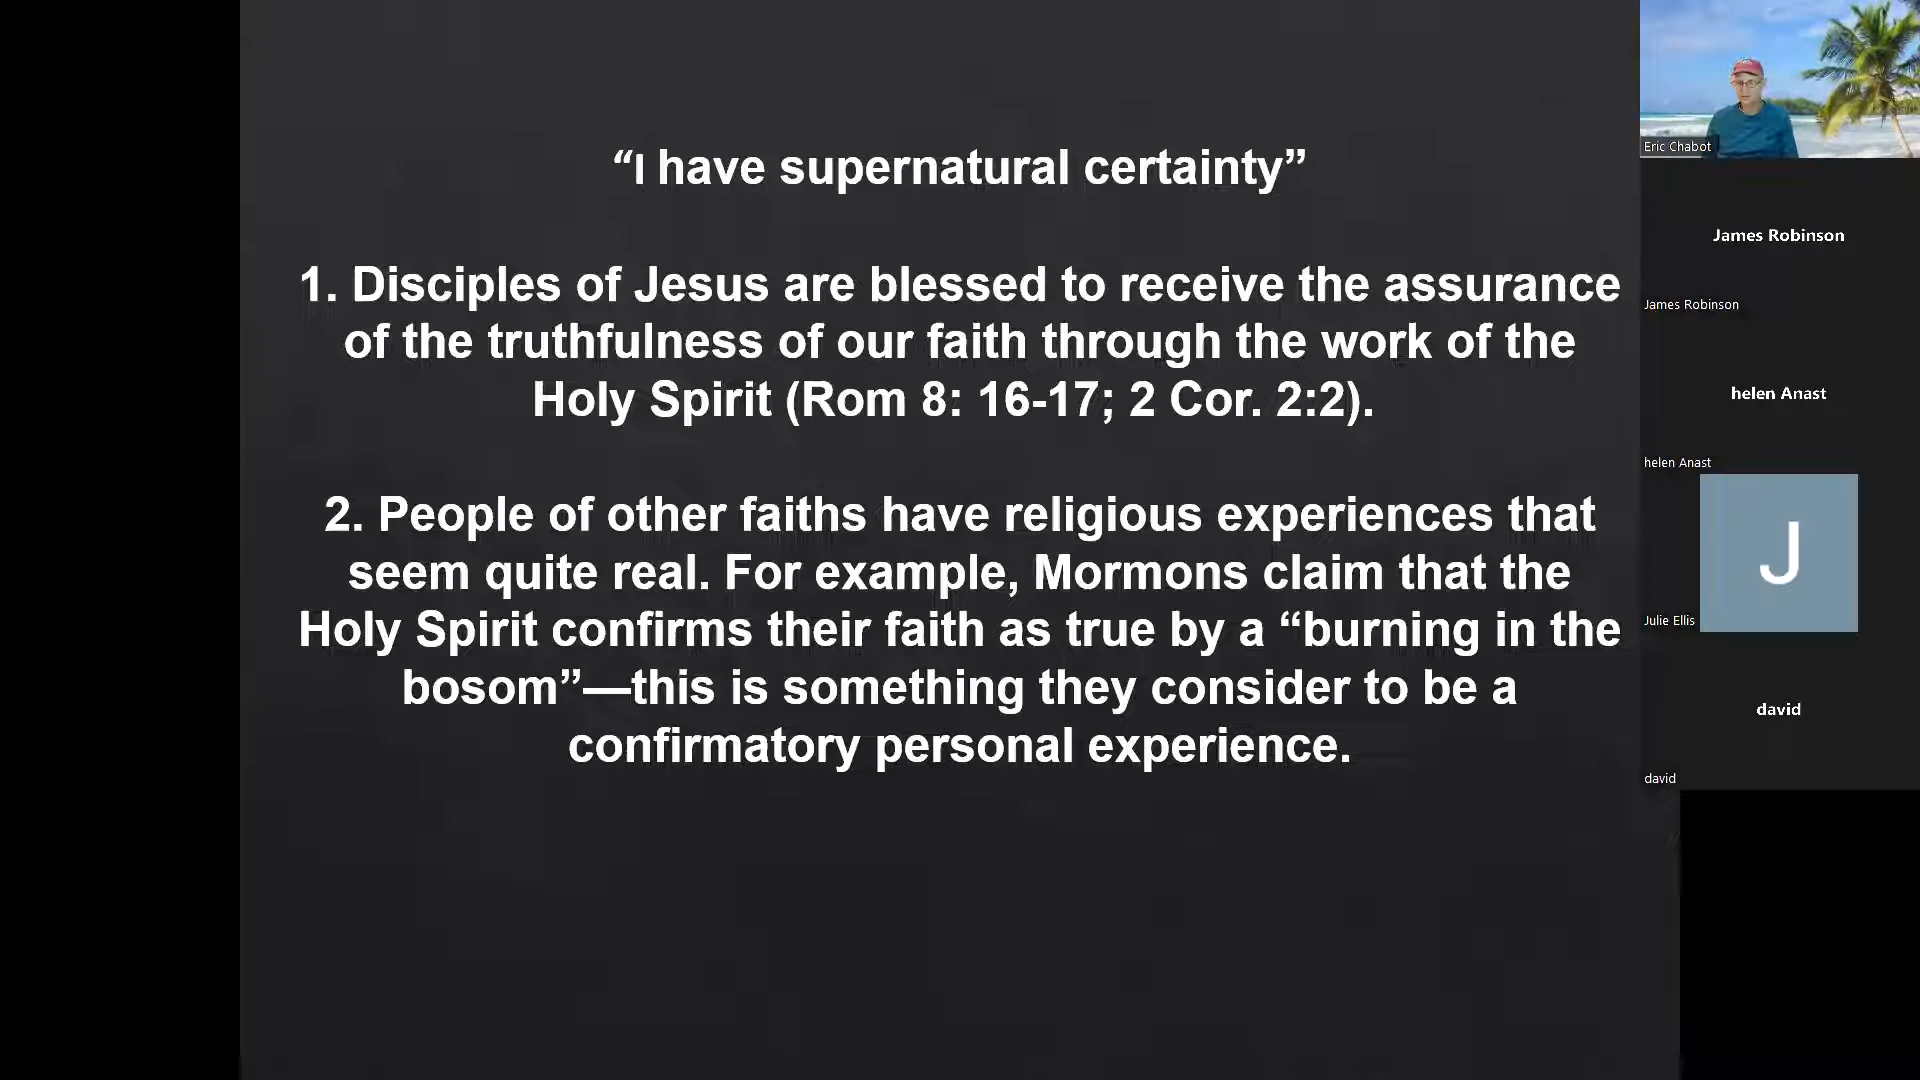 “I have supernatural certainty”
1. Disciples of Jesus are blessed to receive the assurance
of the truthfulness of our faith through the work of the
Holy Spirit (Rom 8: 16-17; 2 Cor. 2:2).
2. People of other faiths have religious experiences that
seem quite real. For example, Mormons claim that the
Holy Spirit confirms their faith as true by a “burning in the
bosom”—this is something they consider to be a
confirmatory personal experience.
Eric Chabot
James Robinson
James Robinson
helen Anast
helen Anast
J
Julie Ellis
david
david